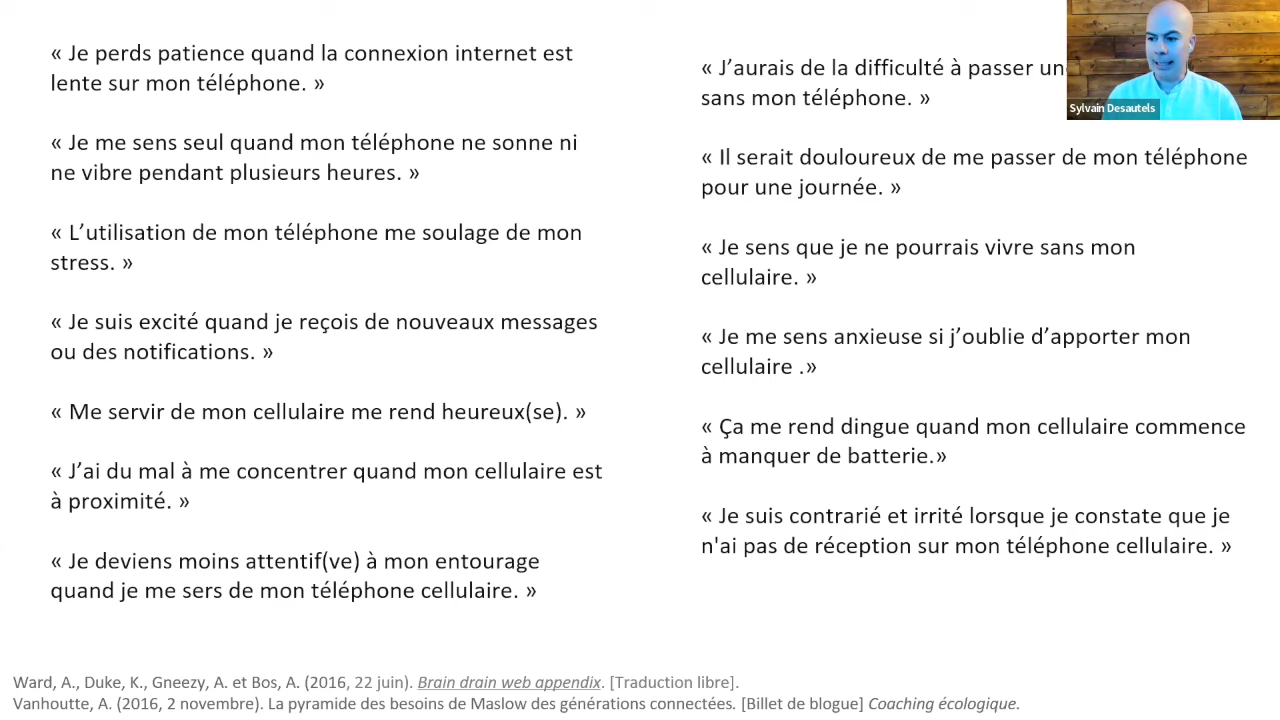 « Je perds patience quand la connexion internet est
lente sur mon téléphone. »
« Je me sens seul quand mon téléphone ne sonne ni
ne vibre pendant plusieurs heures. »
« L’utilisation de mon téléphone me soulage de mon
stress. »
« Je suis excité quand je reçois de nouveaux messages
ou des notifications. »
« Me servir de mon cellulaire me rend heureux(se). »
« J’ai du mal à me concentrer quand mon cellulaire est
à proximité. »
« Je deviens moins attentif(ve) à mon entourage
quand je me sers de mon téléphone cellulaire. »
« J’aurais de la difficulté à passer
sans mon téléphone. »
« Il serait douloureux de me passer de mon téléphone
pour une journée. »
« Je sens que je ne pourrais vivre sans mon
cellulaire. »
« Je me sens anxieuse si j’oublie d’apporter mon
cellulaire .»
« Ça me rend dingue quand mon cellulaire commence
à manquer de batterie.»
« Je suis contrarié et irrité lorsque je constate que je
n'ai pas de réception sur mon téléphone cellulaire. »
Sylvain Desautels
Ward, A., Duke, K., Gneezy, A. et Bos, A. (2016, 22 juin). Brain drain web appendix. [Traduction libre].
Vanhoutte, A. (2016, 2 novembre). La pyramide des besoins de Maslow des générations connectées. [Billet de blogue] Coaching écologique.